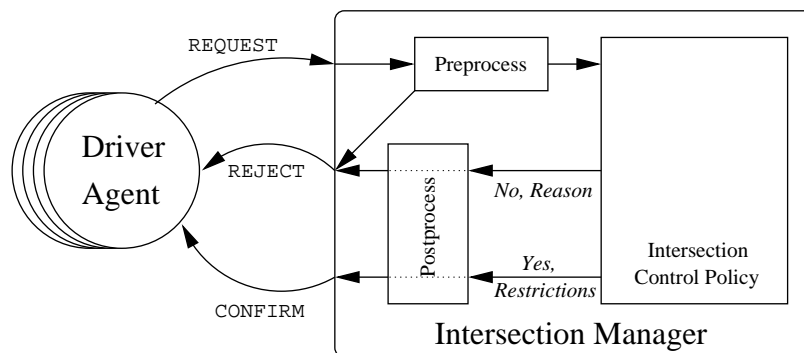 REQUEST
Preprocess
Driver
Agent
REJECT
Postprocess
No, Reason
Yes,
Restrictions
Intersection
Control Policy
CONFIRM
Intersection Manager